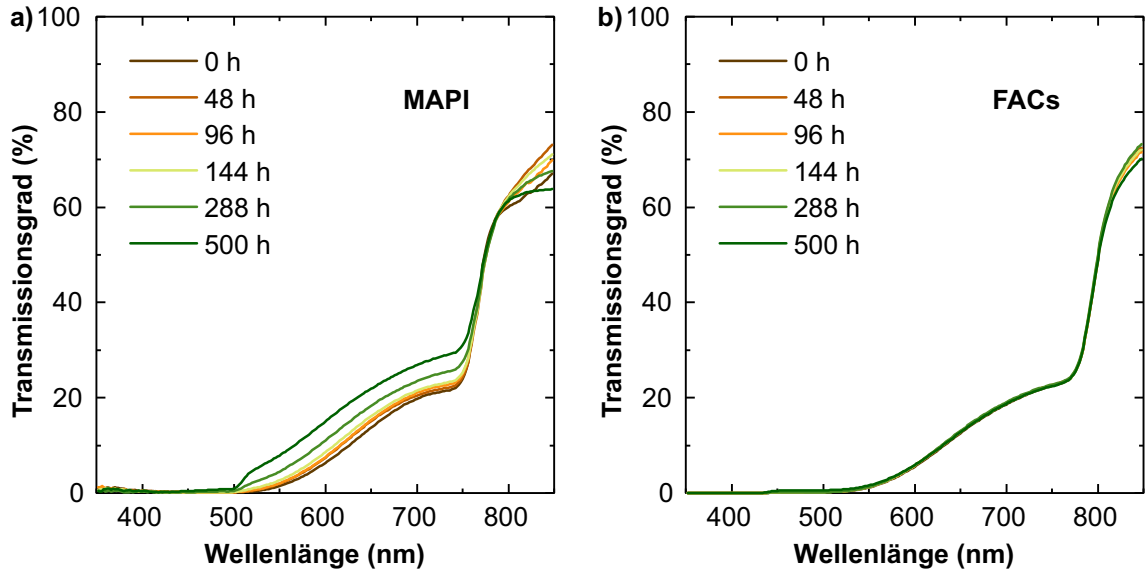 a)
Transmissionsgrad (%)
100
80
60
40
20
0
0 h
48 h
96 h
144 h
288 h
500 h
MAPI
400 500 600 700 800
Wellenlänge (nm)
b)
Transmissionsgrad (%)
100
80
60
40
20
0
0 h
48 h
96 h
144 h
288 h
500 h
FACs
400 500 600 700 800
Wellenlänge (nm)